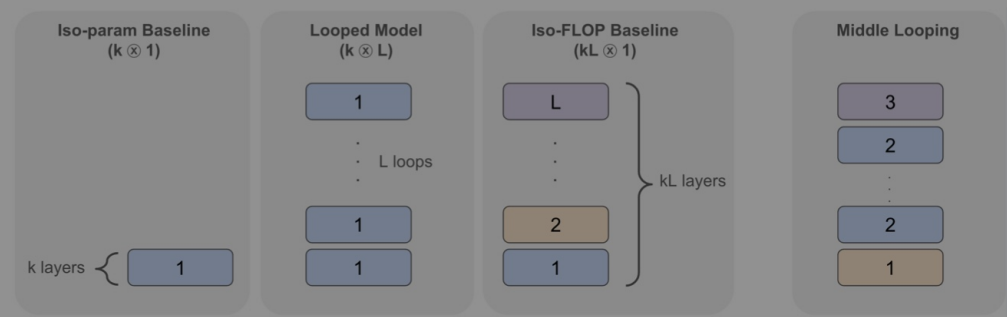 Iso-param Baseline
(k ⊗ 1)
k layers
1
Looped Model
(k ⊗ L)
1
.
.
.
L loops
1
1
Iso-FLOP Baseline
(kL ⊗ 1)
L
.
.
.
2
1
kL layers
Middle Looping
3
2
.
.
.
2
1